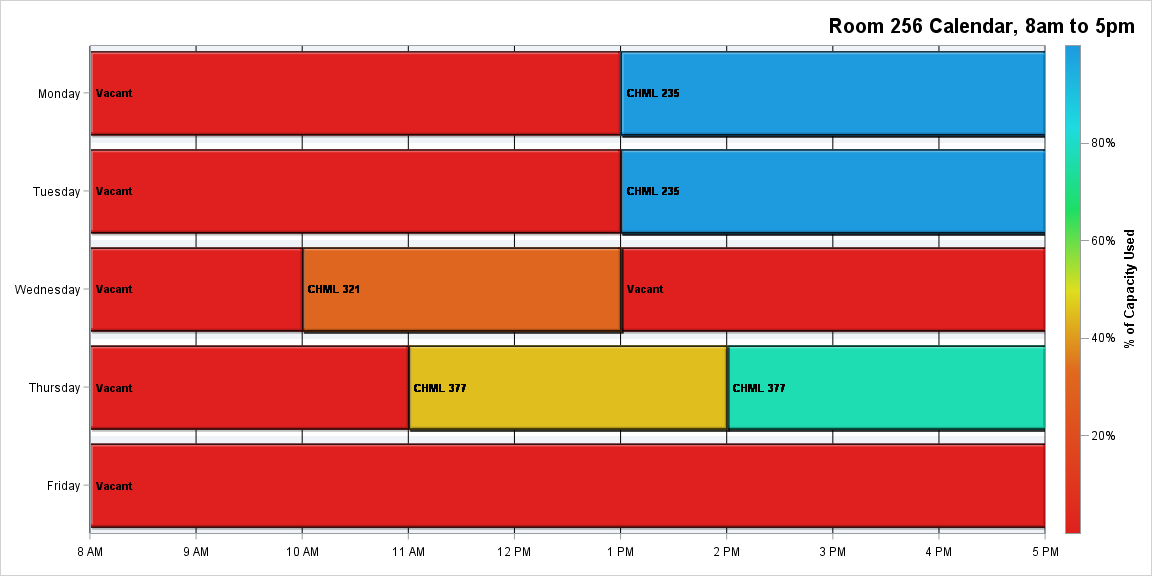 Room 256 Calendar, 8am to 5pm
Monday
Vacant
CHML 235
Tuesday
Vacant
CHML 235
Wednesday
Vacant
CHML 321
Vacant
Thursday
Vacant
CHML 377
CHML 377
Friday
Vacant
8 AM
9 AM
10 AM
11 AM
12 PM
1 PM
2 PM
3 PM
4 PM
5 PM
80%
60%
40%
20%
% of Capacity Used